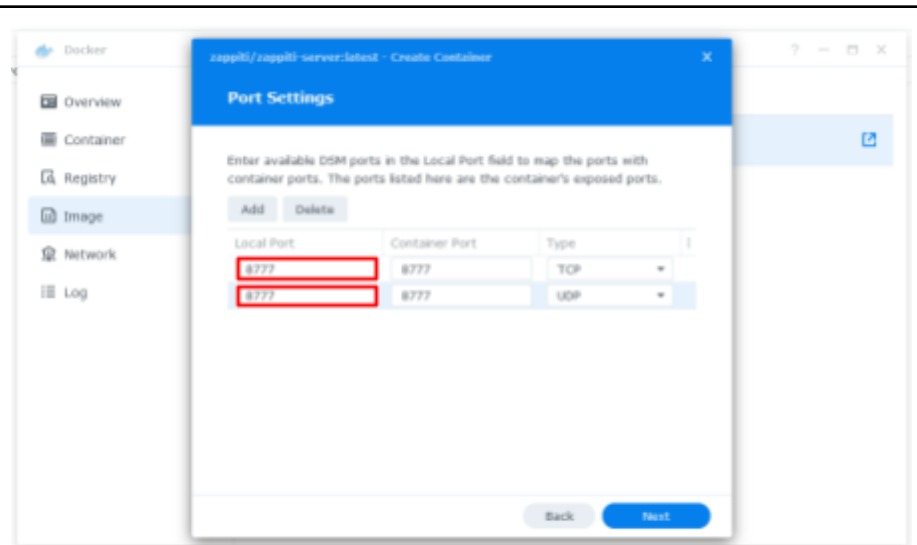 Docker
zappiti/zappiti-server:latest - Create Container
Port Settings
Overview
Container
Registry
Image
Network
Log
Enter available DSM ports in the Local Port field to map the ports with
container ports. The ports listed here are the container's exposed ports.
Add Delete
Local Port Container Port Type
8777 8777 TCP
8777 8777 UDP
Back Next